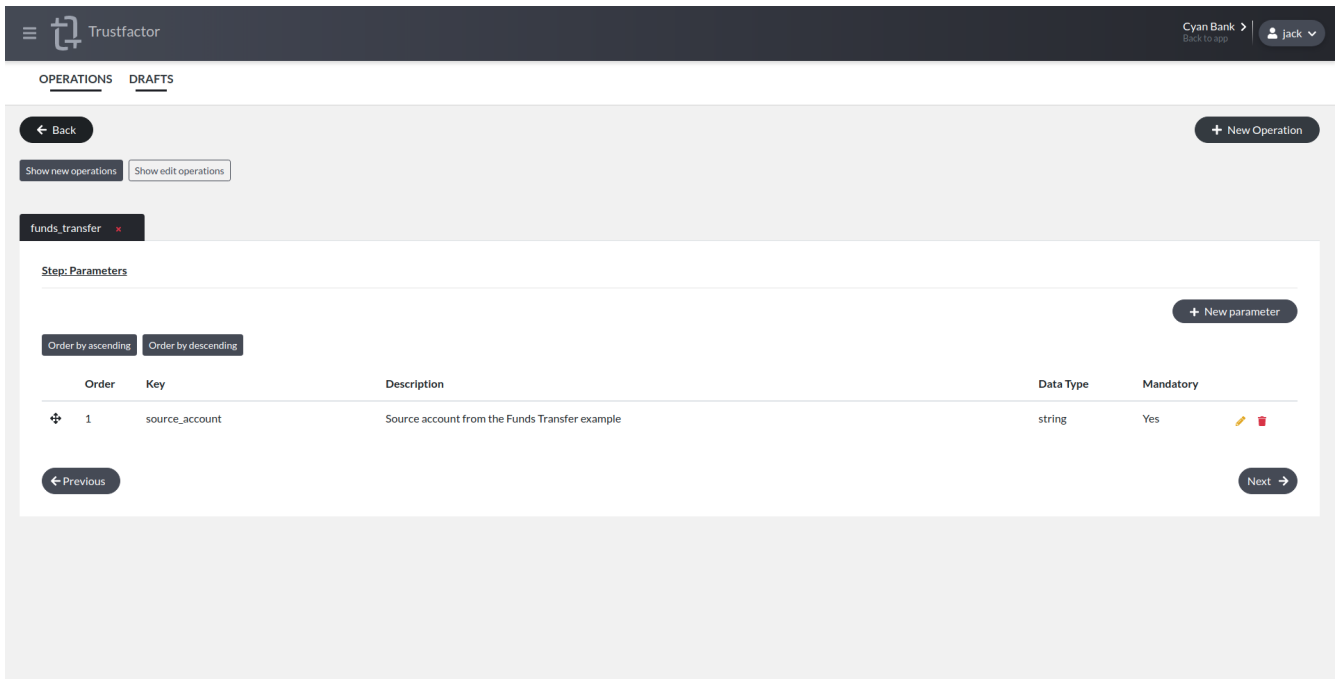 Trustfactor
Cyan Bank
Back to app
jack
OPERATIONS DRAFTS
Back
New Operation
Show new operations Show edit operations
funds_transfer
Step: Parameters
New parameter
Order by ascending Order by descending
Order Key Description Data Type Mandatory
1 source_account Source account from the Funds Transfer example string Yes
Previous
Next